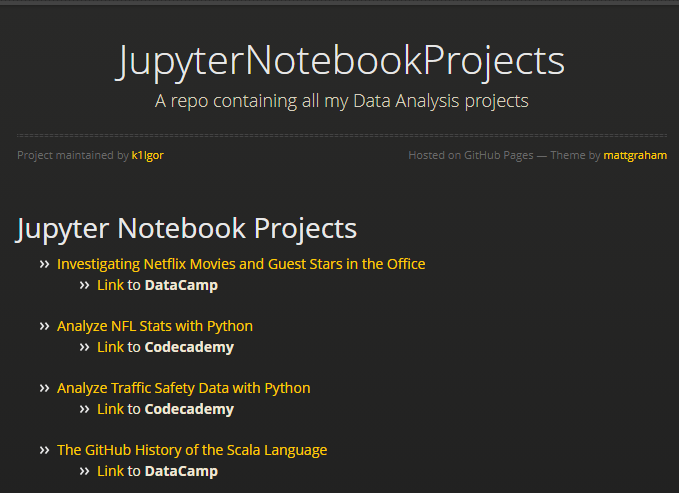 JupyterNotebookProjects
A repo containing all my Data Analysis projects
Project maintained by k1lgor
Hosted on GitHub Pages — Theme by mattgraham
Jupyter Notebook Projects
Investigating Netflix Movies and Guest Stars in the Office
Link to DataCamp
Analyze NFL Stats with Python
Link to Codecademy
Analyze Traffic Safety Data with Python
Link to Codecademy
The GitHub History of the Scala Language
Link to DataCamp